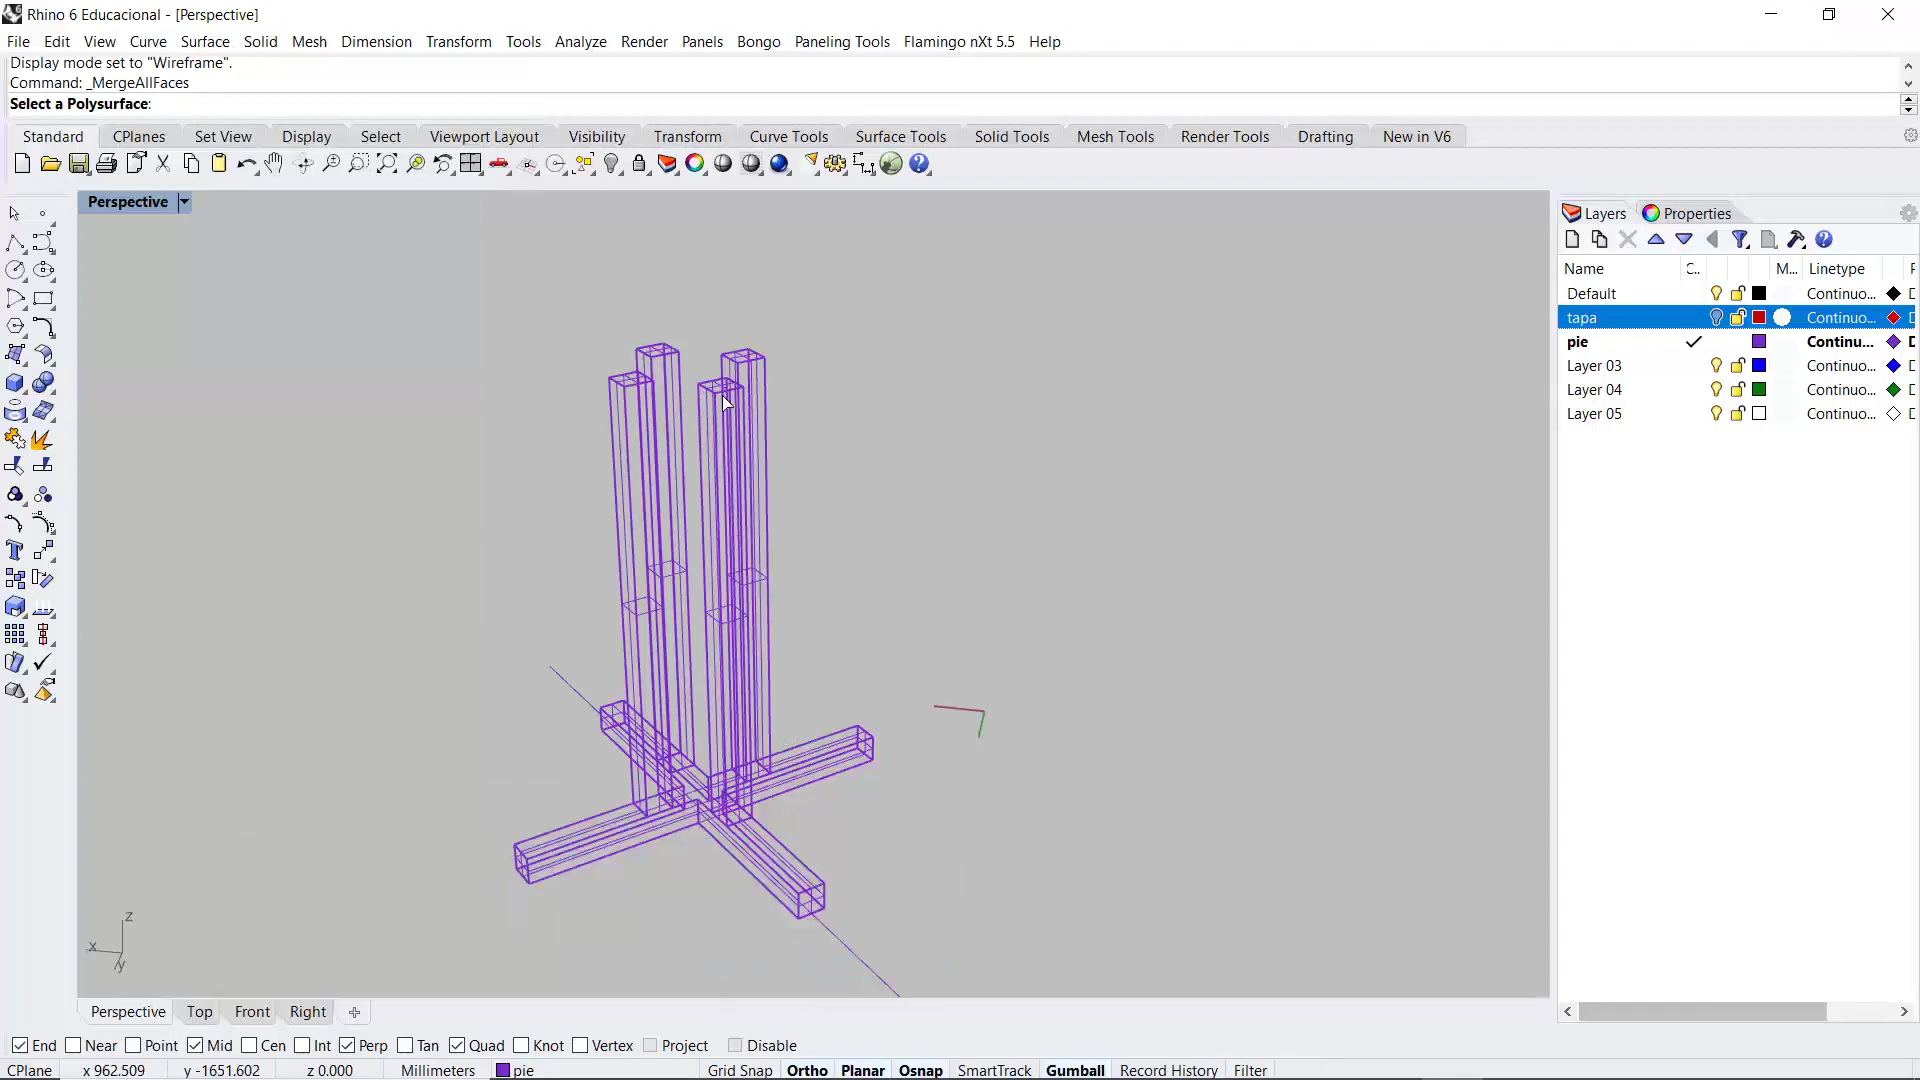 Rhino 6 Educacional - [Perspective]
File Edit View Curve Surface Solid Mesh Dimension Transform Tools Analyze Render Panels Bongo Paneling Tools Flamingo nXt 5.5 Help
Display mode set to "Wireframe".
Command: _MergeAllFaces
Select a Polysurface:
Standard CPlanes Set View Display Select Viewport Layout Visibility Transform Curve Tools Surface Tools Solid Tools Mesh Tools Render Tools Drafting New in V6
Perspective
Layers Properties
Name C.. M... Linetype
Default Continuo...
tapa Continuo...
pie Continu...
Layer 03 Continuo...
Layer 04 Continuo...
Layer 05 Continuo...
z
x
y
Perspective Top Front Right
End Near Point Mid Cen Int Perp Tan Quad Knot Vertex Project Disable
CPlane x 962.509 y -1651.602 z 0.000 Millimeters pie Grid Snap Ortho Planar Osnap SmartTrack Gumball Record History Filter